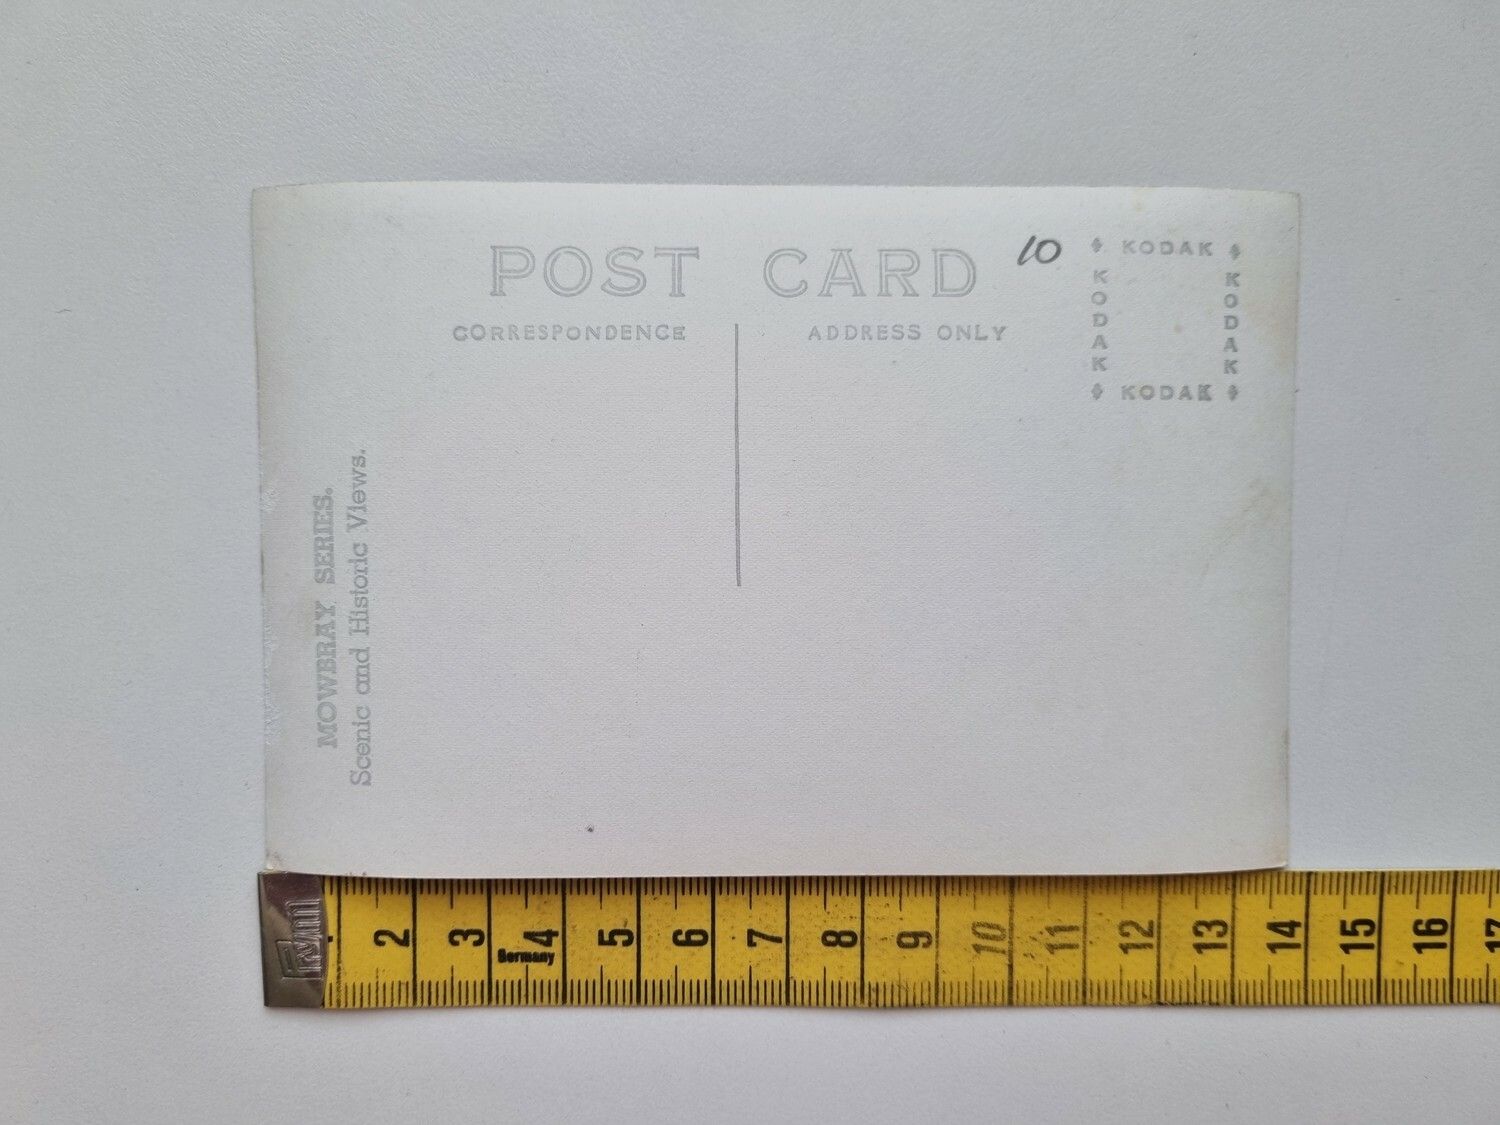 POST CARD
10
CORRESPONDENCE
ADDRESS ONLY
KODAK
KODAK
KODAK
KODAK
MOWBRAY SERIES.
Scenic and Historic Views.
2 3 4 5 6 7 8 9 10 11 12 13 14 15 16 17
Germany